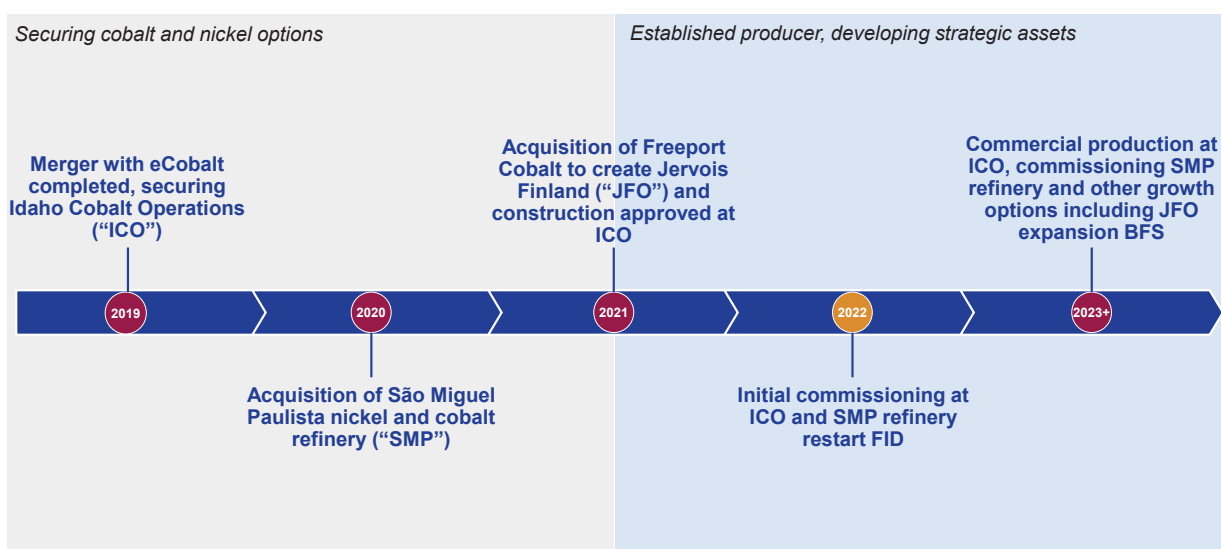 Securing cobalt and nickel options
Established producer, developing strategic assets
Merger with eCobalt
completed, securing
Idaho Cobalt Operations
(“ICO”)
Acquisition of Freeport
Cobalt to create Jervois
Finland (“JFO”) and
construction approved at
ICO
Commercial production at
ICO, commissioning SMP
refinery and other growth
options including JFO
expansion BFS
2019
2020
2021
2022
2023+
Acquisition of São Miguel
Paulista nickel and cobalt
refinery (“SMP”)
Initial commissioning at
ICO and SMP refinery
restart FID